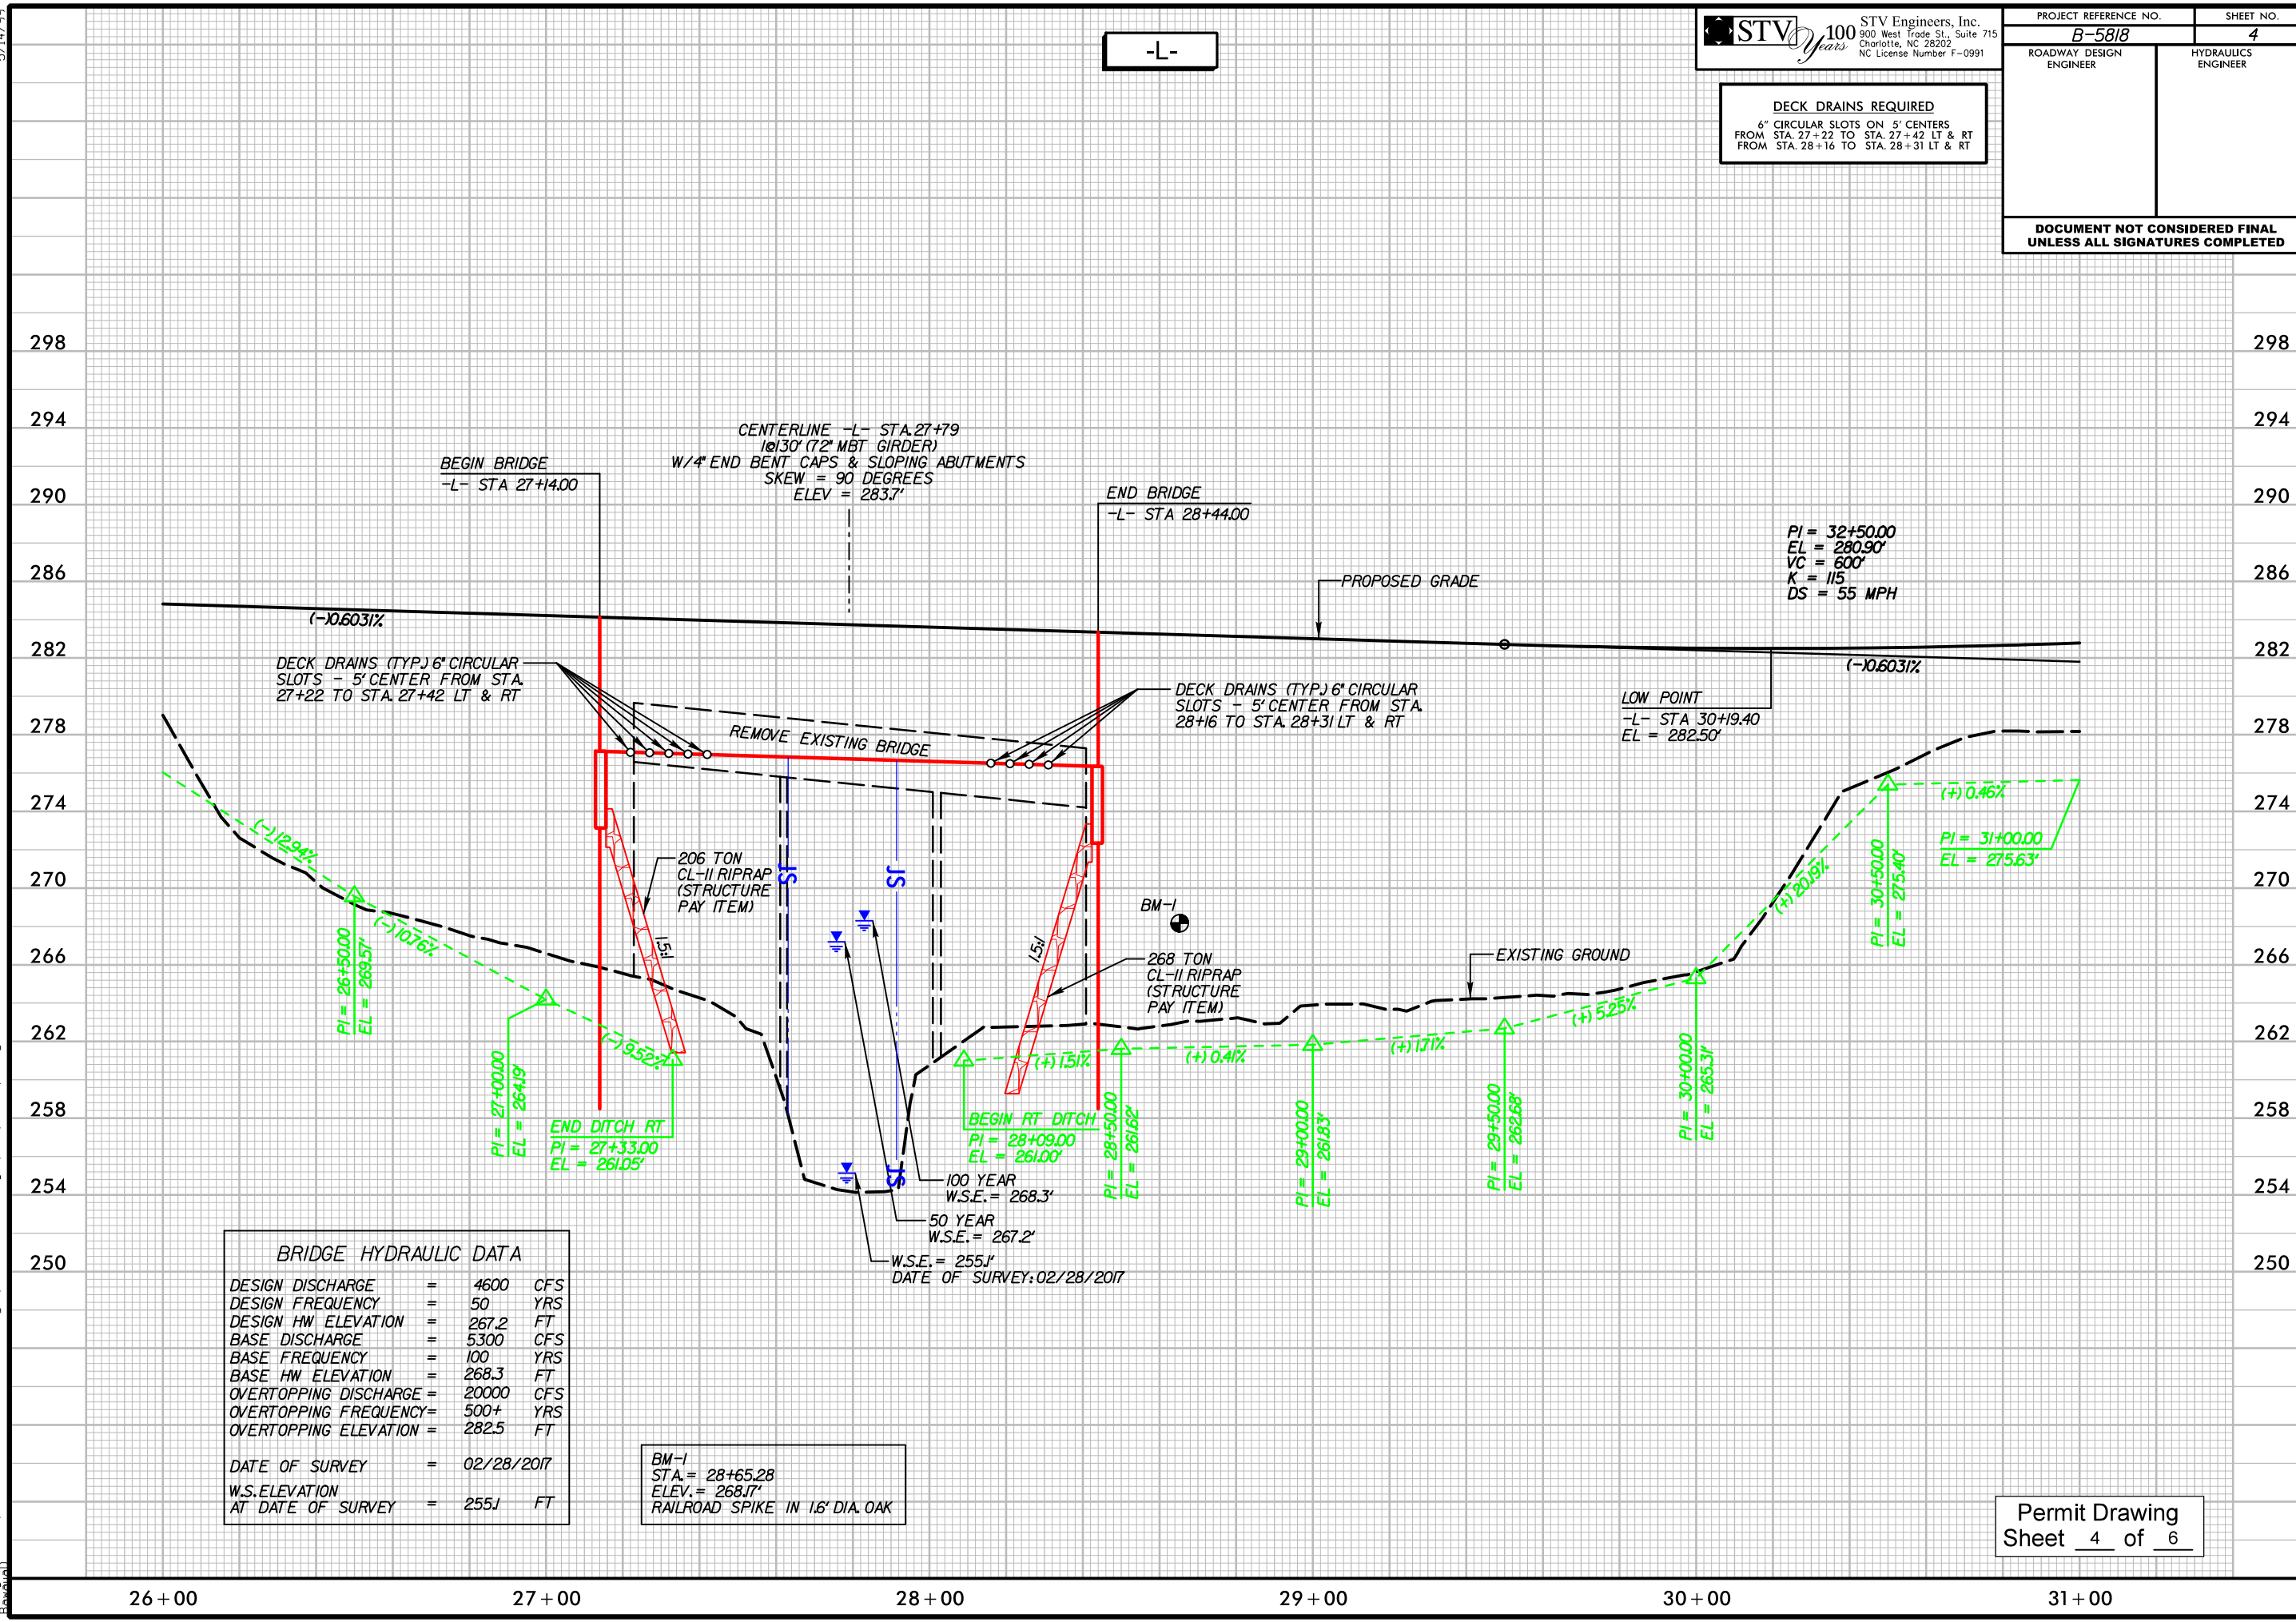 -L-
STV 100 Years
STV Engineers, Inc.
900 West Trade St., Suite 715
Charlotte, NC 28202
NC License Number F-0991
PROJECT REFERENCE NO.
B-5818
SHEET NO.
4
ROADWAY DESIGN
ENGINEER
HYDRAULICS
ENGINEER
DOCUMENT NOT CONSIDERED FINAL
UNLESS ALL SIGNATURES COMPLETED
DECK DRAINS REQUIRED
6" CIRCULAR SLOTS ON 5' CENTERS
FROM STA. 27+22 TO STA. 27+42 LT & RT
FROM STA. 28+16 TO STA. 28+31 LT & RT
298
294
290
286
282
278
274
270
266
262
258
254
250
298
294
290
286
282
278
274
270
266
262
258
254
250
CENTERLINE -L- STA. 27+79
1@130' (72" MBT GIRDER)
W/4" END BENT CAPS & SLOPING ABUTMENTS
SKEW = 90 DEGREES
ELEV = 283.7'
BEGIN BRIDGE
-L- STA 27+14.00
END BRIDGE
-L- STA 28+44.00
PI = 32+50.00
EL = 280.90'
VC = 600'
K = 115
DS = 55 MPH
PROPOSED GRADE
(-)0.6031%
(-)0.6031%
DECK DRAINS (TYP.) 6" CIRCULAR
SLOTS - 5' CENTER FROM STA.
27+22 TO STA. 27+42 LT & RT
DECK DRAINS (TYP.) 6" CIRCULAR
SLOTS - 5' CENTER FROM STA.
28+16 TO STA. 28+31 LT & RT
LOW POINT
-L- STA 30+19.40
EL = 282.50'
REMOVE EXISTING BRIDGE
206 TON
CL-II RIPRAP
(STRUCTURE
PAY ITEM)
1.5:1
JS
JS
JS
BM-1
1.5:1
268 TON
CL-II RIPRAP
(STRUCTURE
PAY ITEM)
EXISTING GROUND
(-)12.94%
(-)10.76%
(-)9.52%
(+)1.51%
(+)0.41%
(+)1.71%
(+)5.25%
(+)20.19%
(+)0.46%
PI = 26+50.00
EL = 269.57'
PI = 27+00.00
EL = 264.19'
END DITCH RT
PI = 27+33.00
EL = 261.05'
BEGIN RT DITCH
PI = 28+09.00
EL = 261.00'
PI = 28+50.00
EL = 261.62'
PI = 29+00.00
EL = 261.83'
PI = 29+50.00
EL = 262.68'
PI = 30+00.00
EL = 265.31'
PI = 30+50.00
EL = 275.40'
PI = 31+00.00
EL = 275.63'
100 YEAR
W.S.E. = 268.3'
50 YEAR
W.S.E. = 267.2'
W.S.E. = 255.1'
DATE OF SURVEY: 02/28/2017
BRIDGE HYDRAULIC DATA
DESIGN DISCHARGE = 4600 CFS
DESIGN FREQUENCY = 50 YRS
DESIGN HW ELEVATION = 267.2 FT
BASE DISCHARGE = 5300 CFS
BASE FREQUENCY = 100 YRS
BASE HW ELEVATION = 268.3 FT
OVERTOPPING DISCHARGE = 20000 CFS
OVERTOPPING FREQUENCY = 500+ YRS
OVERTOPPING ELEVATION = 282.5 FT
DATE OF SURVEY = 02/28/2017
W.S.ELEVATION
AT DATE OF SURVEY = 255.1 FT
BM-1
STA. = 28+65.28
ELEV. = 268.17'
RAILROAD SPIKE IN 1.6' DIA. OAK
Permit Drawing
Sheet 4 of 6
26+00
27+00
28+00
29+00
30+00
31+00